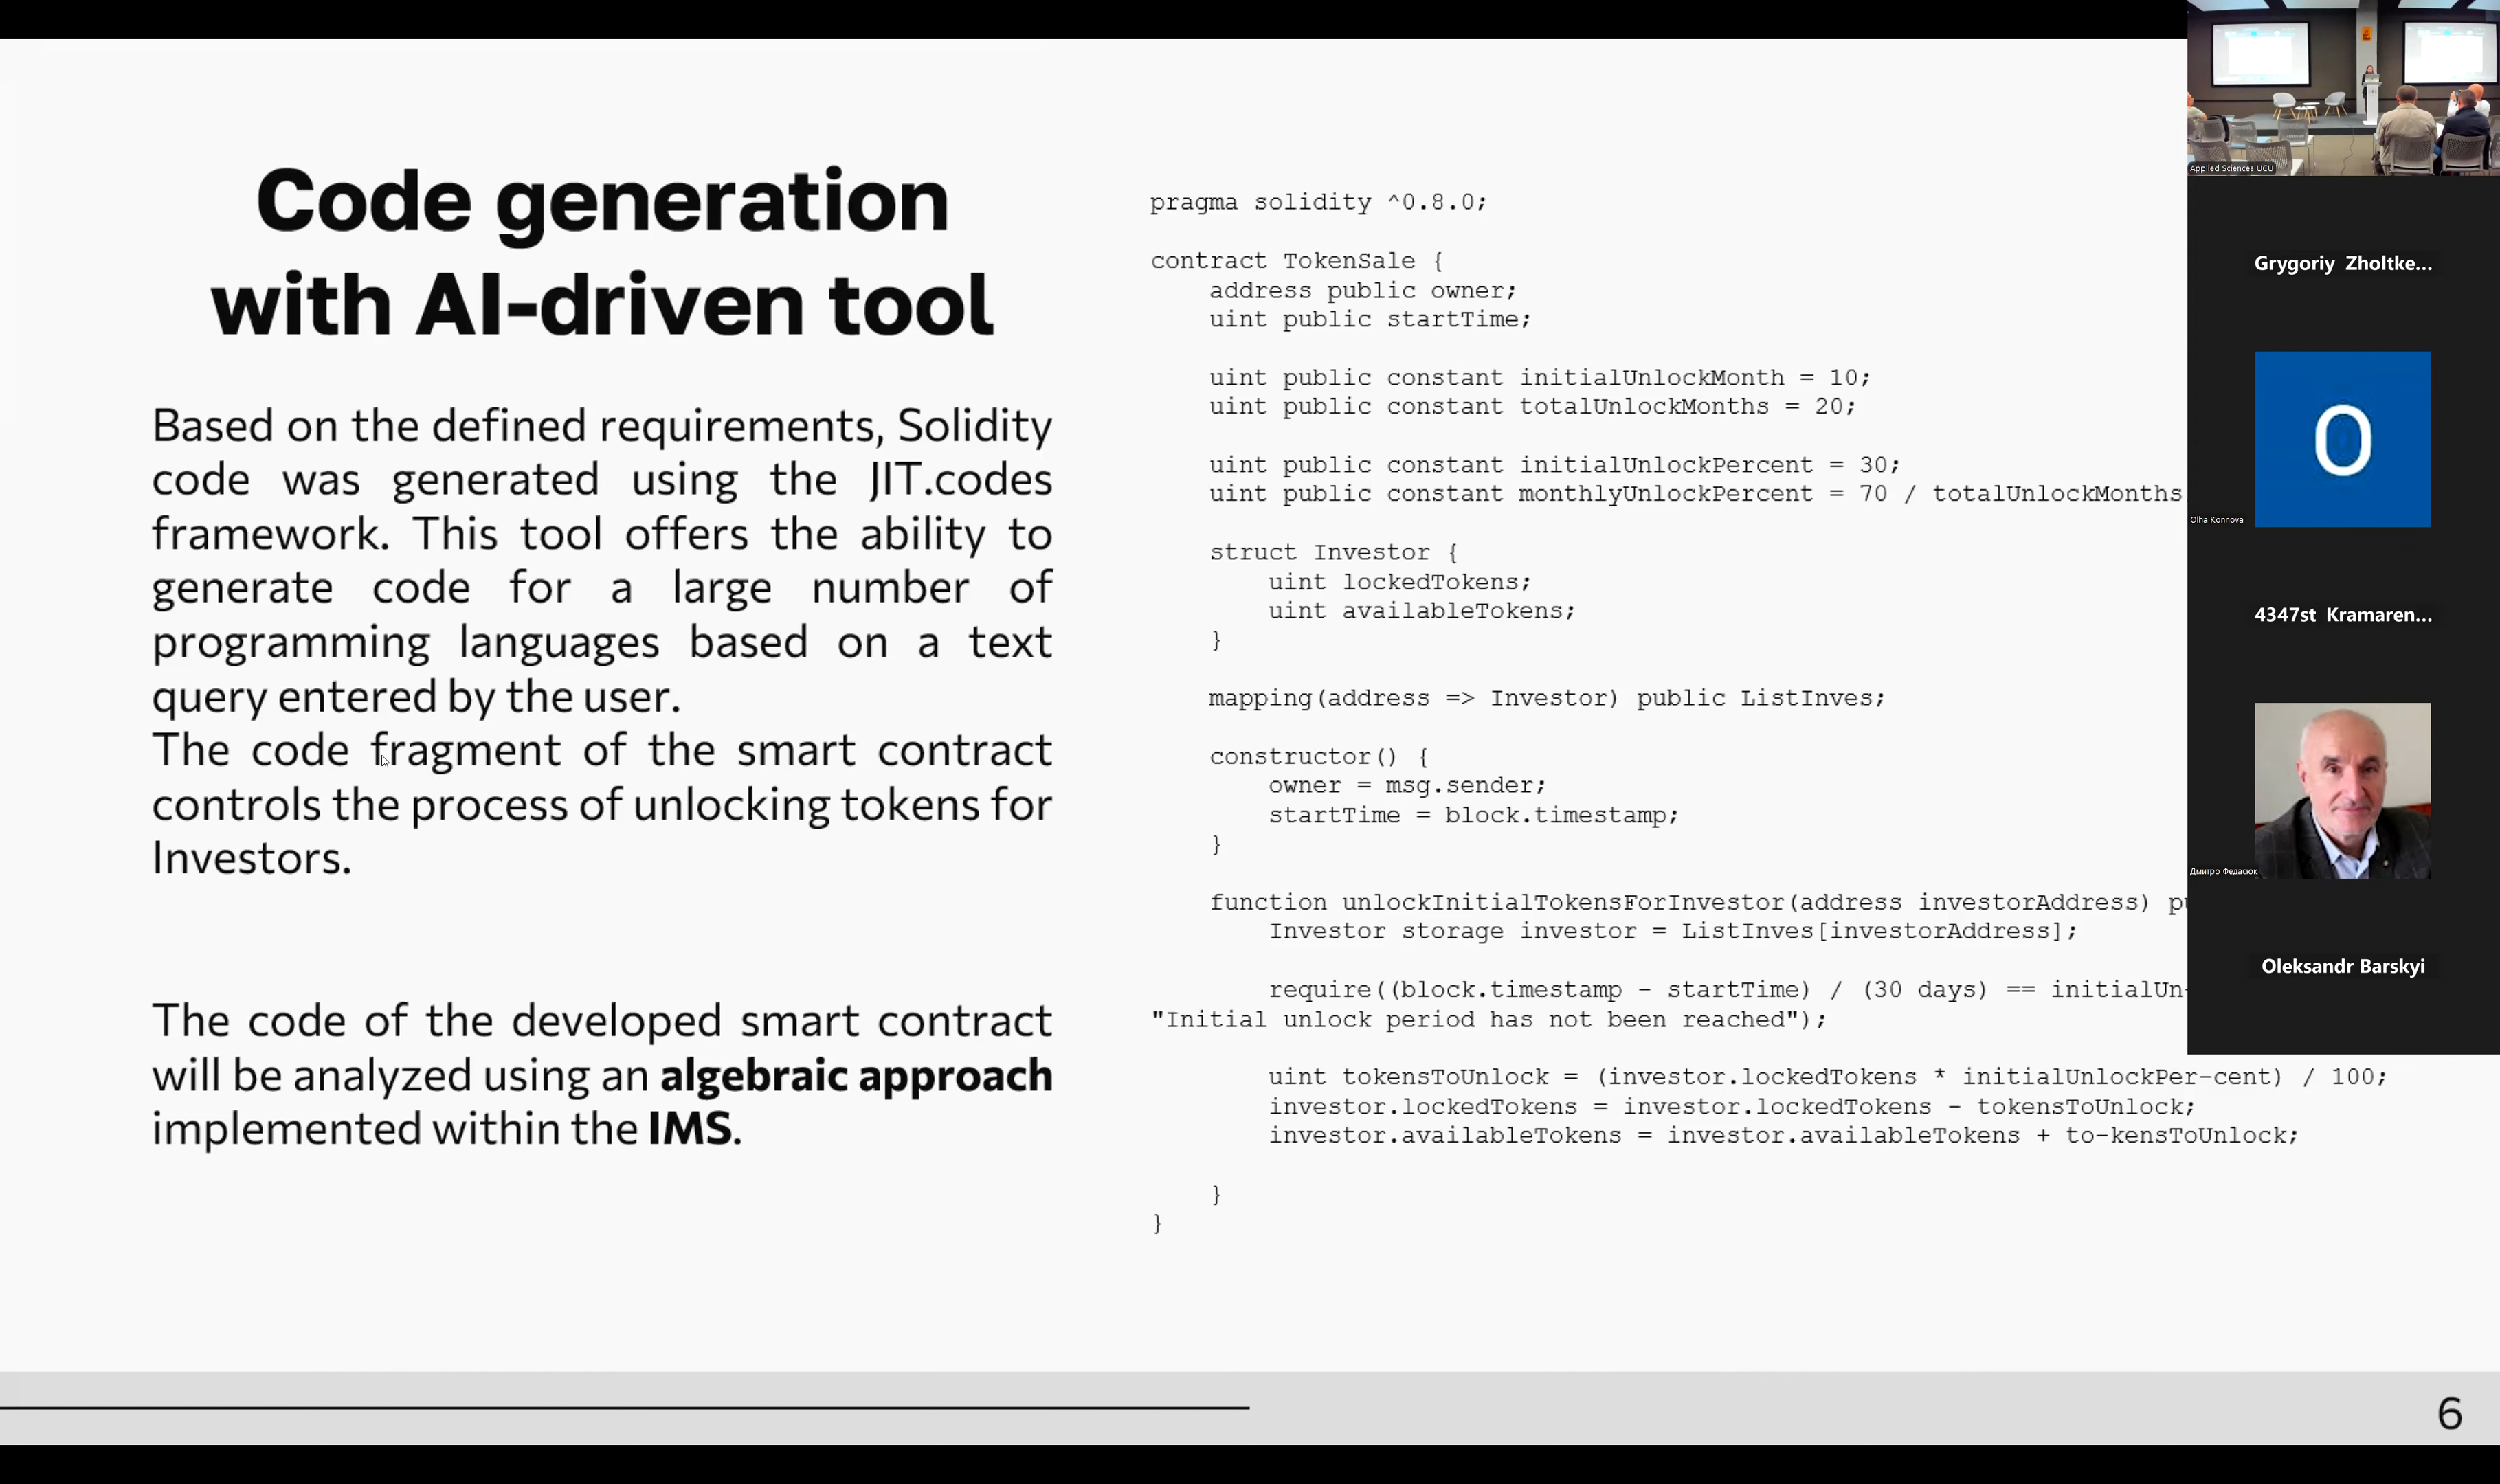 Code generation
with AI-driven tool
Based on the defined requirements, Solidity
code was generated using the JIT.codes
framework. This tool offers the ability to
generate code for a large number of
programming languages based on a text
query entered by the user.
The code fragment of the smart contract
controls the process of unlocking tokens for
Investors.
The code of the developed smart contract
will be analyzed using an algebraic approach
implemented within the IMS.
pragma solidity ^0.8.0;
contract TokenSale {
address public owner;
uint public startTime;
uint public constant initialUnlockMonth = 10;
uint public constant totalUnlockMonths = 20;
uint public constant initialUnlockPercent = 30;
uint public constant monthlyUnlockPercent = 70 / totalUnlockMonths
struct Investor {
uint lockedTokens;
uint availableTokens;
}
mapping(address => Investor) public ListInves;
constructor() {
owner = msg.sender;
startTime = block.timestamp;
}
function unlockInitialTokensForInvestor(address investorAddress)
Investor storage investor = ListInves[investorAddress];
require((block.timestamp - startTime) / (30 days) == initialUn-
"Initial unlock period has not been reached");
uint tokensToUnlock = (investor.lockedTokens * initialUnlockPer-cent) / 100;
investor.lockedTokens = investor.lockedTokens - tokensToUnlock;
investor.availableTokens = investor.availableTokens + to-kensToUnlock;
}
}
6
Applied Sciences UCU
Grygoriy Zholtke...
O
Olha Konnova
4347st Kramaren...
Дмитро Федасюк
Oleksandr Barskyi